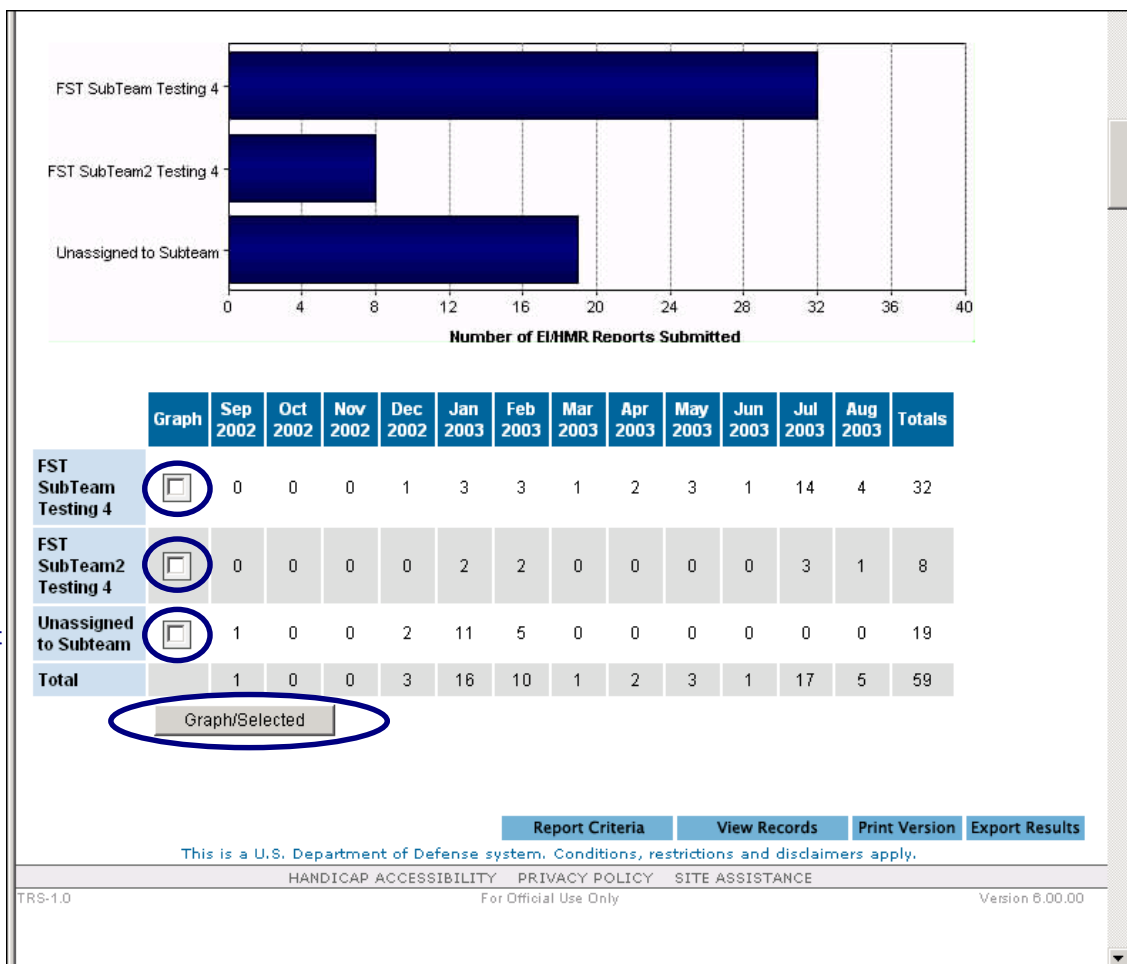 FST SubTeam Testing 4
FST SubTeam2 Testing 4
Unassigned to Subteam
0 4 8 12 16 20 24 28 32 36 40
Number of EI/HMR Reports Submitted
Graph Sep 2002 Oct 2002 Nov 2002 Dec 2002 Jan 2003 Feb 2003 Mar 2003 Apr 2003 May 2003 Jun 2003 Jul 2003 Aug 2003 Totals
FST SubTeam Testing 4 0 0 0 1 3 3 1 2 3 1 14 4 32
FST SubTeam2 Testing 4 0 0 0 0 2 2 0 0 0 0 3 1 8
Unassigned to Subteam 1 0 0 2 11 5 0 0 0 0 0 0 19
Total 1 0 0 3 16 10 1 2 3 1 17 5 59
Graph/Selected
Report Criteria View Records Print Version Export Results
This is a U.S. Department of Defense system. Conditions, restrictions and disclaimers apply.
HANDICAP ACCESSIBILITY PRIVACY POLICY SITE ASSISTANCE
TRS-1.0 For Official Use Only Version 6.00.00